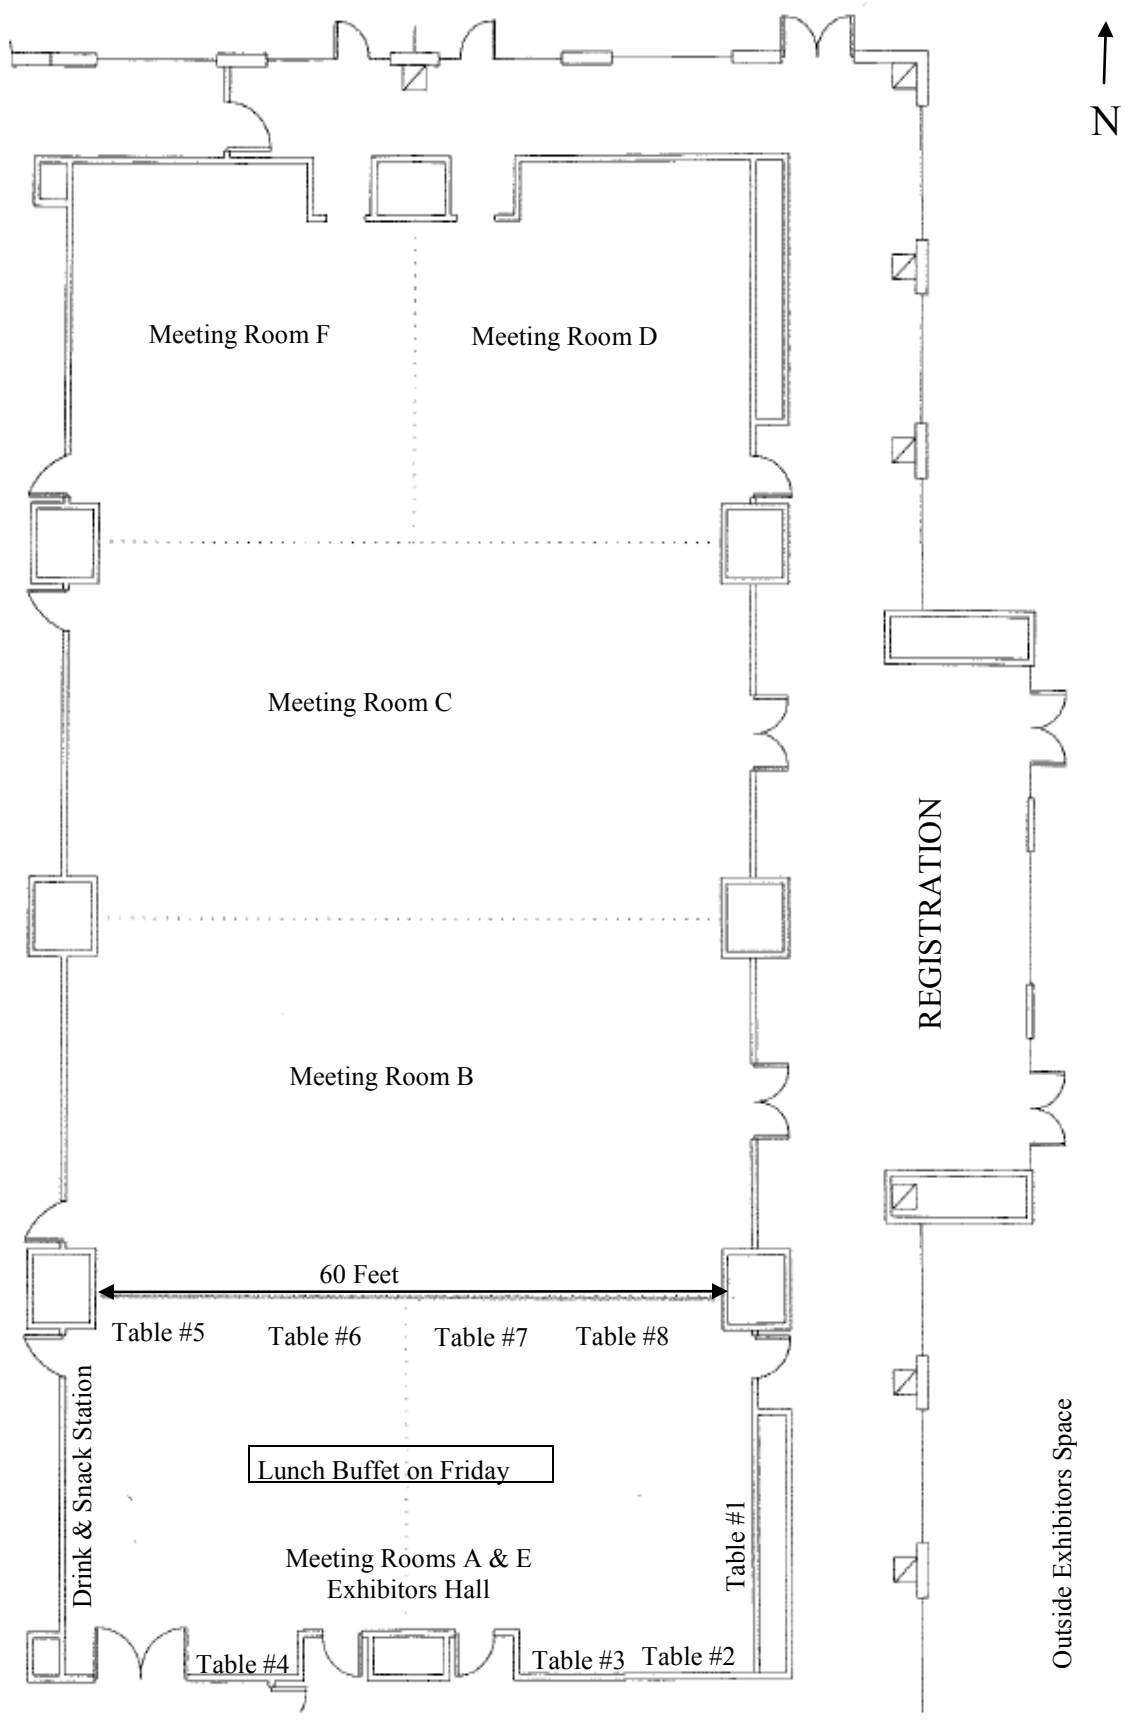 N
Meeting Room F
Meeting Room D
Meeting Room C
REGISTRATION
Meeting Room B
60 Feet
Table #5
Table #6
Table #7
Table #8
Drink & Snack Station
Lunch Buffet on Friday
Table #1
Outside Exhibitors Space
Meeting Rooms A & E
Exhibitors Hall
Table #4
Table #3
Table #2